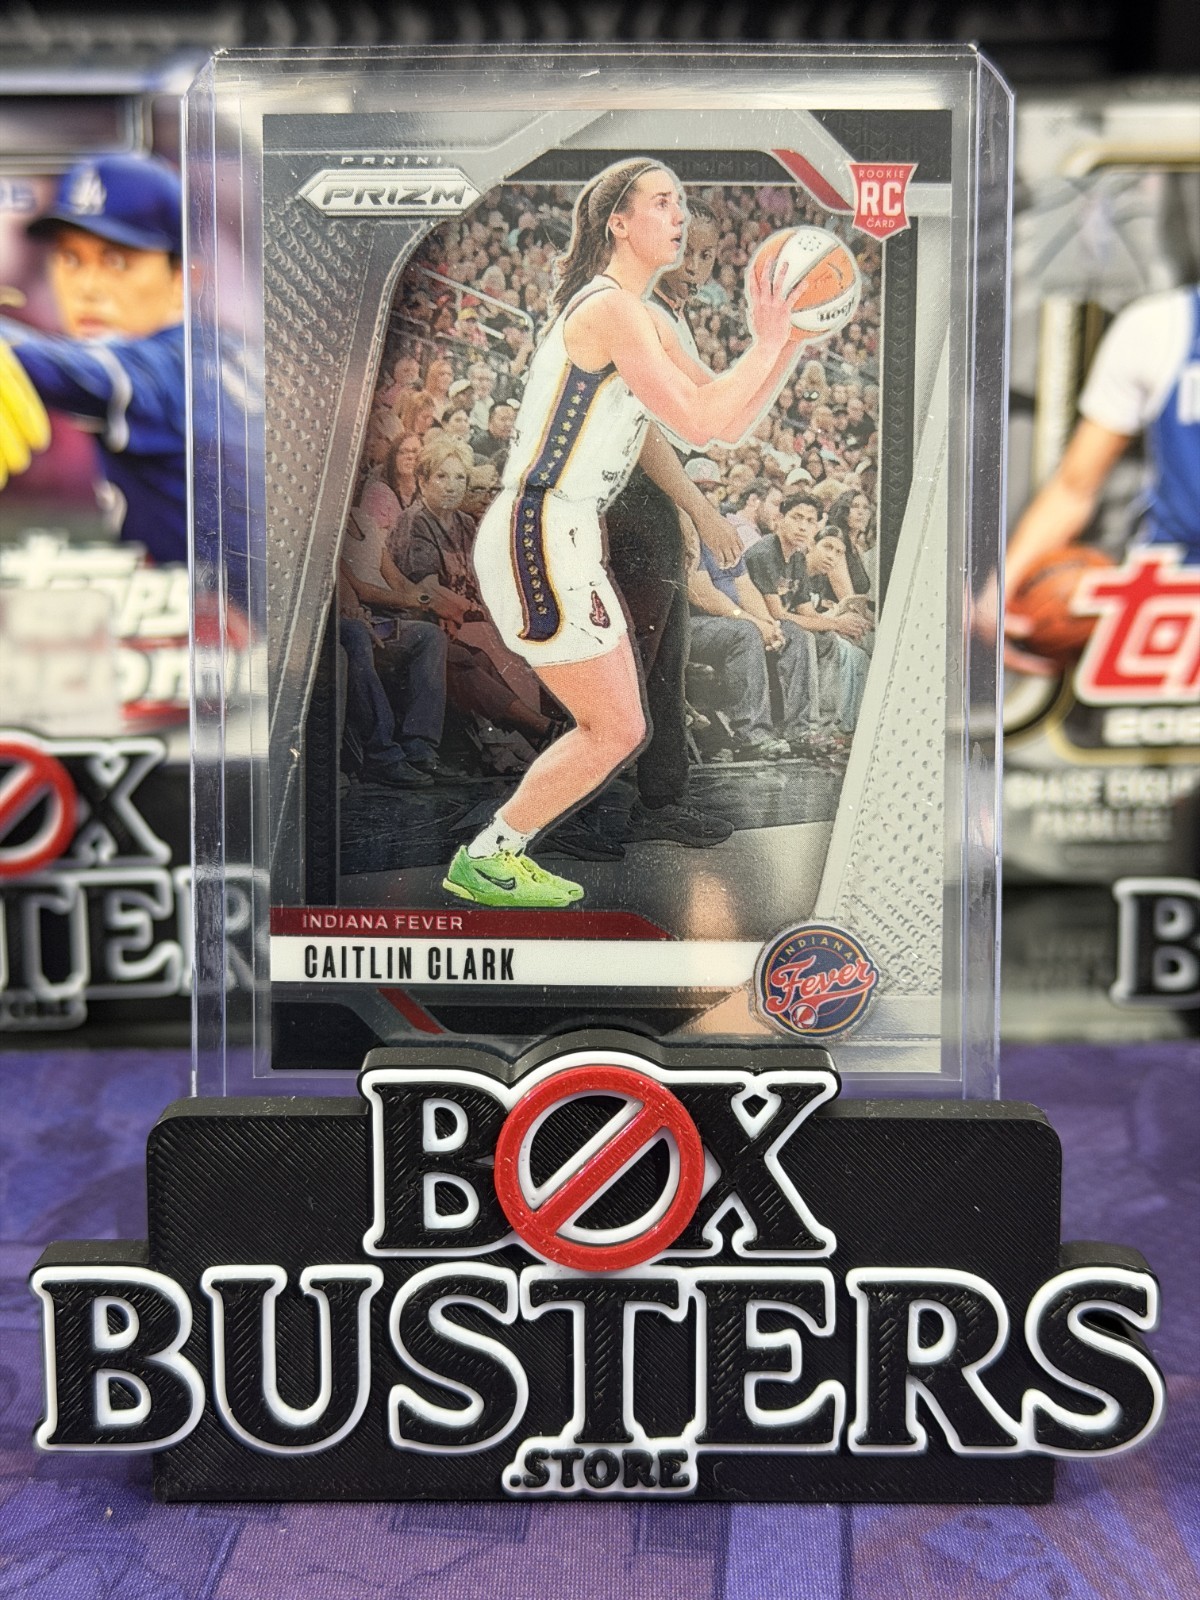 PANINI
PRIZM
ROOKIE
RC
CARD
INDIANA FEVER
CAITLIN CLARK
INDIANA
Fever
BOX
BUSTERS
.STORE